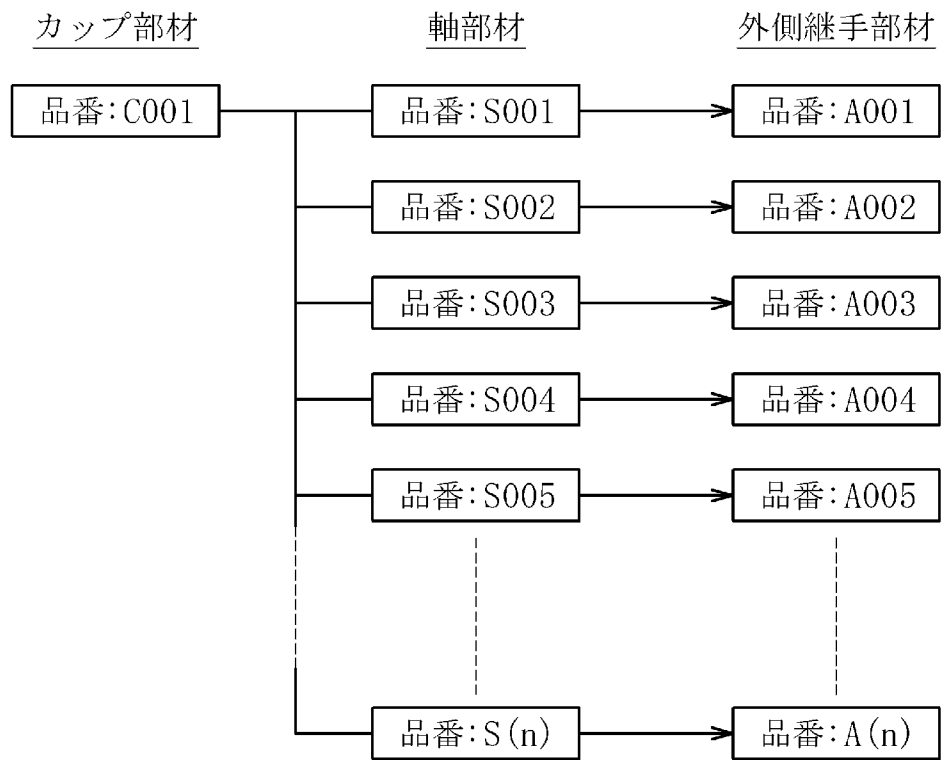 カップ部材 軸部材 外側継手部材
品番:C001 品番:S001 品番:A001
品番:S002 品番:A002
品番:S003 品番:A003
品番:S004 品番:A004
品番:S005 品番:A005
品番:S(n) 品番:A(n)